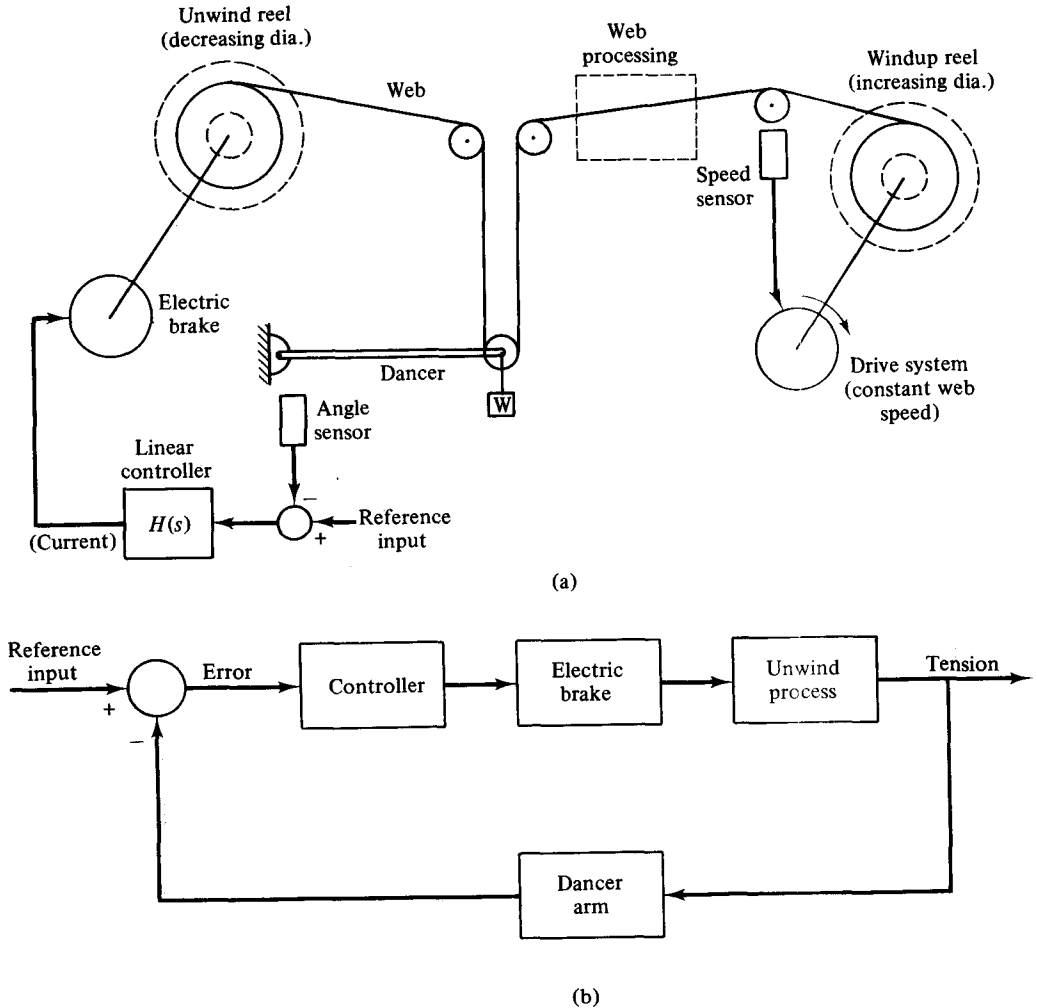 Unwind reel
(decreasing dia.)
Web
Web
processing
Windup reel
(increasing dia.)
Speed
sensor
Electric
brake
Dancer
W
Drive system
(constant web
speed)
Angle
sensor
Linear
controller
−
H(s)
+
Reference
input
(Current)
(a)
Reference
input
+
−
Error
Controller
Electric
brake
Unwind
process
Tension
Dancer
arm
(b)